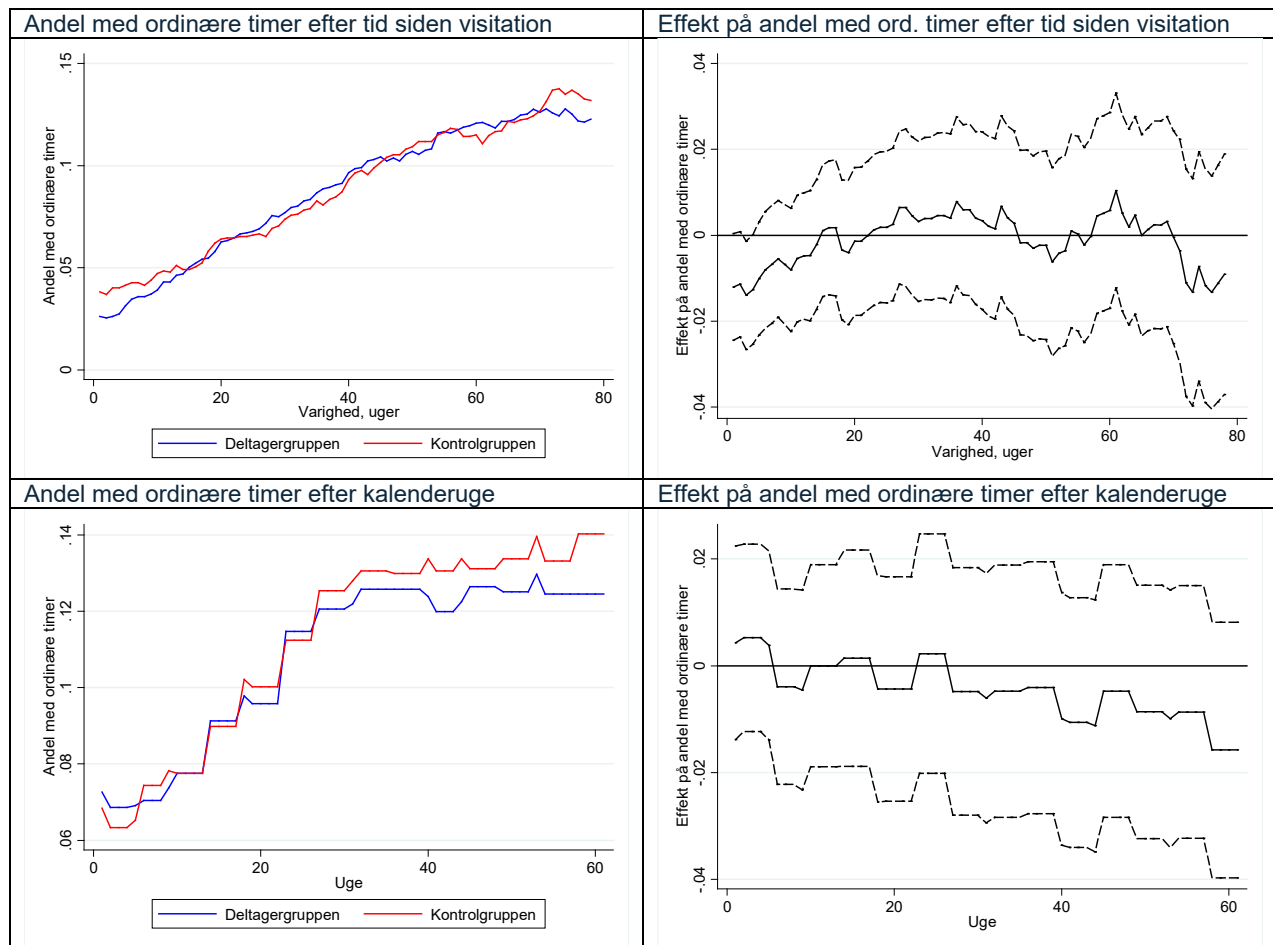 Andel med ordinære timer efter tid siden visitation
Effekt på andel med ord. timer efter tid siden visitation
Andel med ordinære timer
.15
.1
.05
0
0 20 40 60 80
Varighed, uger
Deltagergruppen Kontrolgruppen
Effekt på andel med ordinære timer
.04
.02
0
-.02
-.04
0 20 40 60 80
Varighed, uger
Andel med ordinære timer efter kalenderuge
Effekt på andel med ordinære timer efter kalenderuge
Andel med ordinære timer
.14
.12
.1
.08
.06
0 20 40 60
Uge
Deltagergruppen Kontrolgruppen
Effekt på andel med ordinære timer
.02
0
-.02
-.04
0 20 40 60
Uge